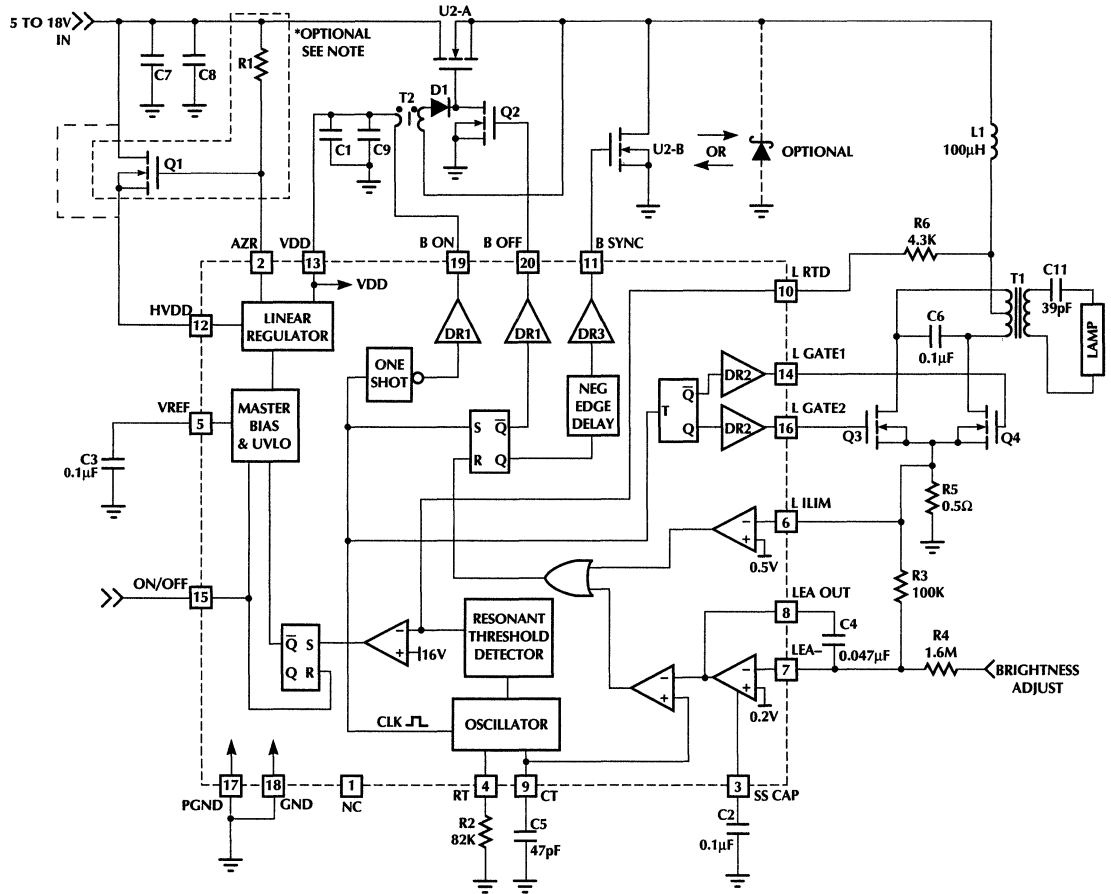 U2-A
5 TO 18V
IN
*OPTIONAL
SEE NOTE
C7
C8
R1
T2
D1
Q2
C1
C9
U2-B
OR
OPTIONAL
L1
100µH
Q1
R6
4.3K
AZR
VDD
B ON
B OFF
B SYNC
L RTD
2
13
19
20
11
10
VDD
T1
C11
39pF
LAMP
C6
0.1µF
HVDD
12
LINEAR
REGULATOR
DR1
DR1
DR3
ONE
SHOT
NEG
EDGE
DELAY
L GATE1
14
DR2
T
Q
Q
L GATE2
16
DR2
Q3
Q4
VREF
5
MASTER
BIAS
& UVLO
S
Q
R
Q
C3
0.1µF
R5
0.5Ω
L ILIM
6
–
+
0.5V
ON/OFF
15
R3
100K
LEA OUT
8
C4
0.047µF
RESONANT
THRESHOLD
DETECTOR
–
+
16V
Q
S
Q
R
LEA–
7
R4
1.6M
BRIGHTNESS
ADJUST
–
+
–
+
0.2V
CLK
OSCILLATOR
17
18
1
4
9
3
PGND
GND
NC
RT
CT
SS CAP
R2
82K
C5
47pF
C2
0.1µF